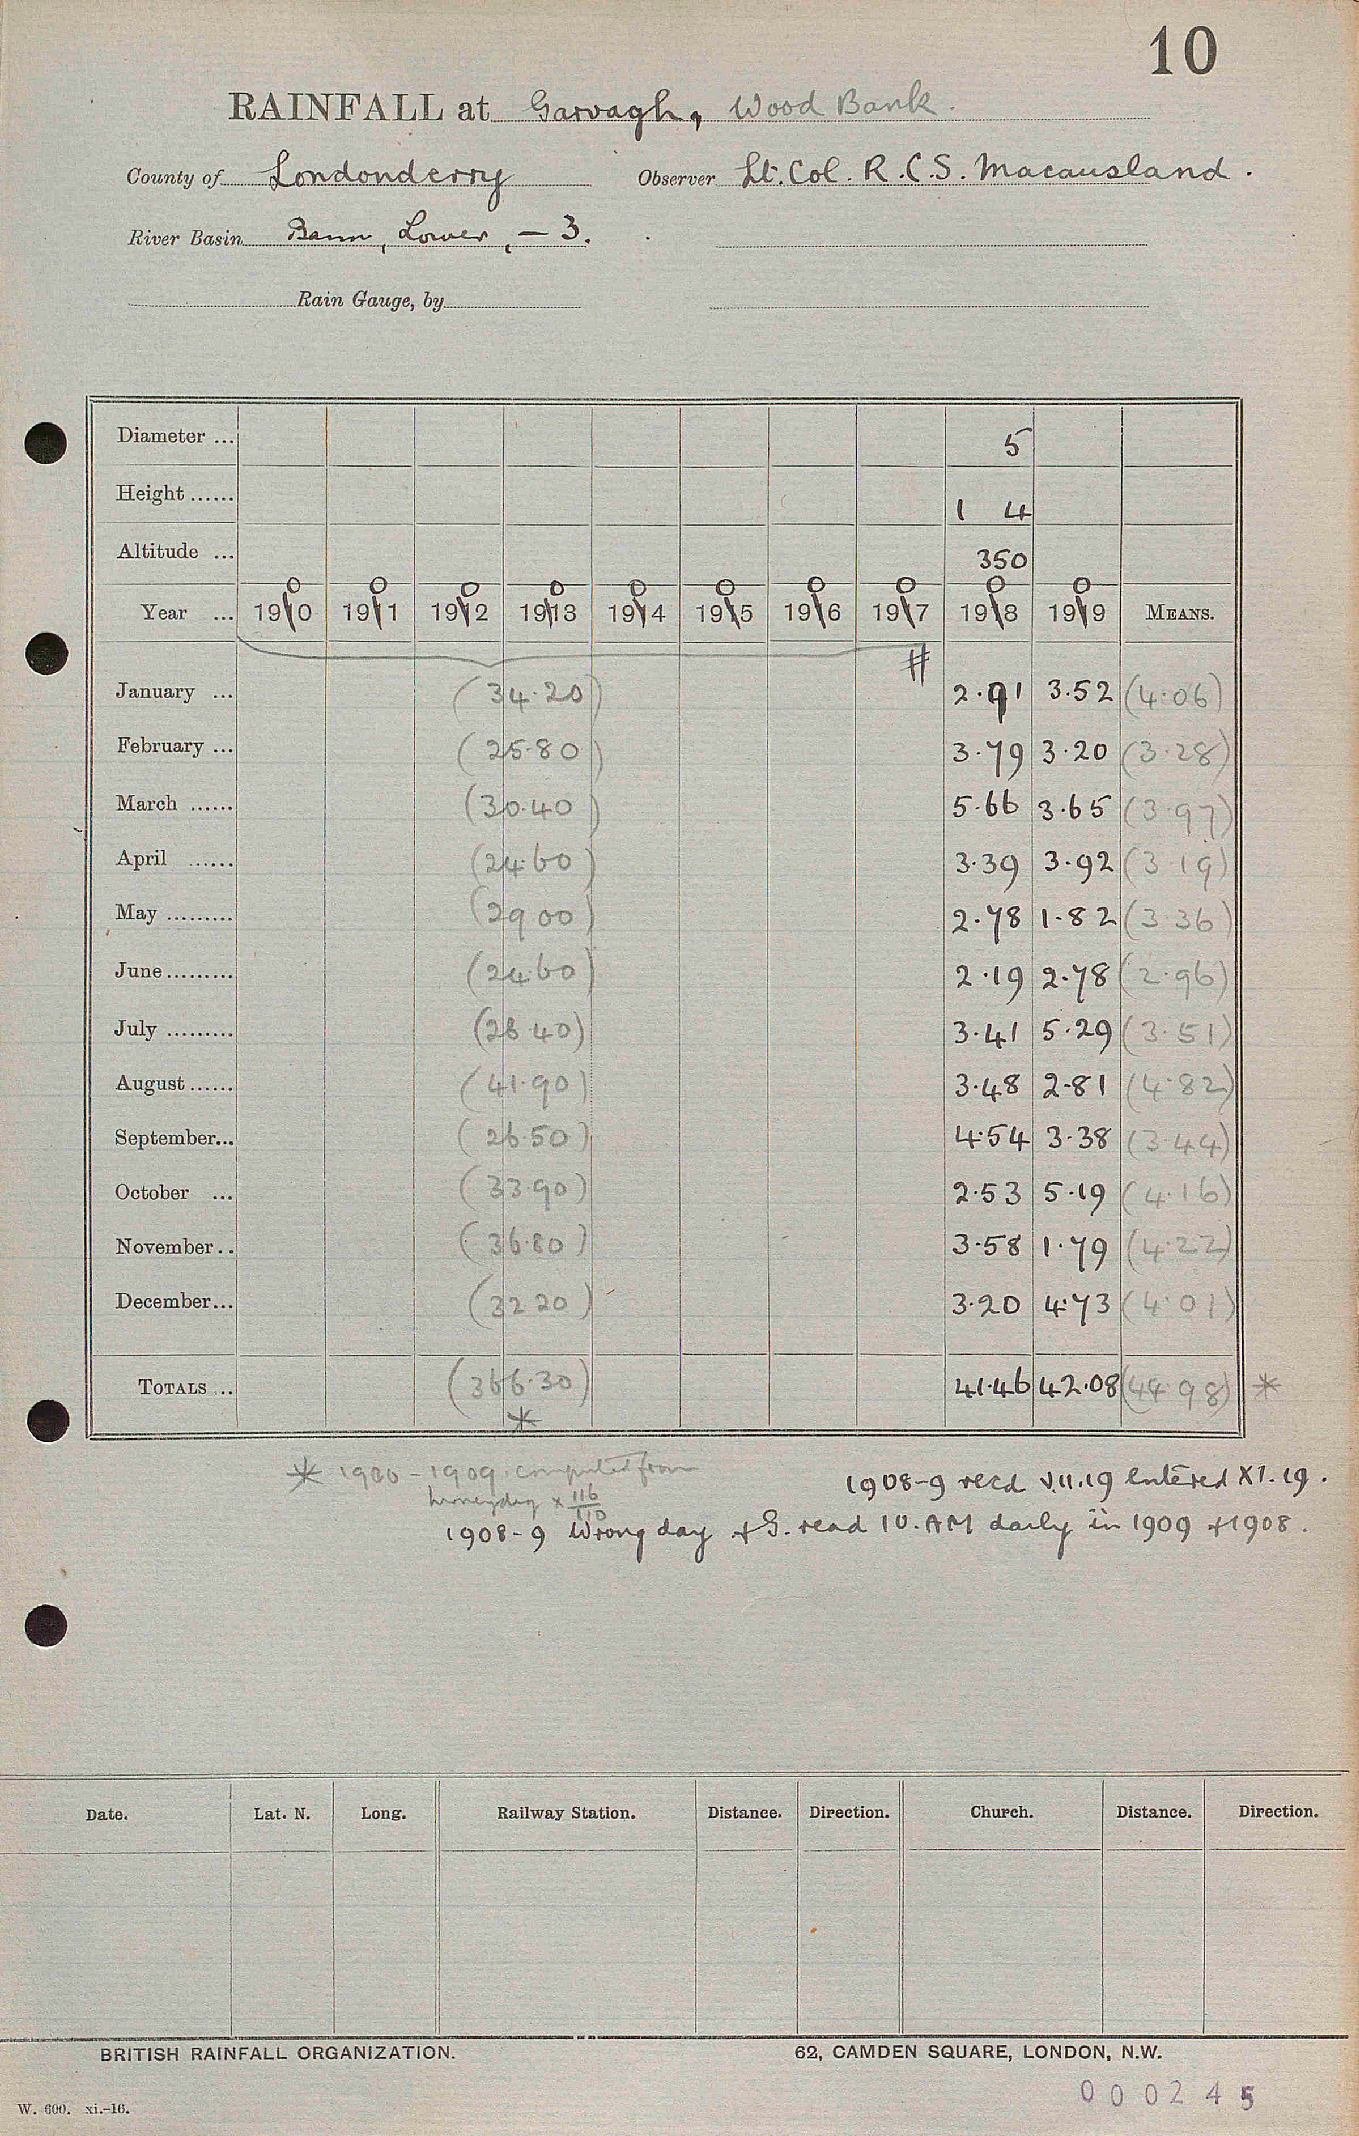 10
RAINFALL at Garvagh, Wood Bank.
County of Londonderry Observer Lt. Col. R.C.S. Macausland.
River Basin Bann, Lower, - 3.
Rain Gauge, by
Diameter ... 5
Height ...... 1 4
Altitude ... 350
Year ... 1900 1901 1902 1903 1904 1905 1906 1907 1908 1909 MEANS.
January ... (34.20) 2.91 3.52 (4.06)
February ... (25.80) 3.79 3.20 (3.28)
March ...... (30.40) 5.66 3.65 (3.97)
April ...... (24.60) 3.39 3.92 (3.19)
May ......... (29.00) 2.78 1.82 (3.36)
June ......... (24.60) 2.19 2.78 (2.96)
July ......... (28.40) 3.41 5.29 (3.51)
August ...... (41.90) 3.48 2.81 (4.82)
September... (26.50) 4.54 3.38 (3.44)
October ... (33.90) 2.53 5.19 (4.16)
November.. (36.80) 3.58 1.79 (4.22)
December... (32.20) 3.20 4.73 (4.01)
TOTALS ... (366.30) 41.46 42.08 (44.98) *
*
* 1900-1909 computed from
x 116/110
1908-9 recd V.11.19 entered XI.19.
1908-9 Wrong day + G. read 10.AM daily in 1909 + 1908.
Date. Lat. N. Long. Railway Station. Distance. Direction. Church. Distance. Direction.
BRITISH RAINFALL ORGANIZATION. 62, CAMDEN SQUARE, LONDON, N.W.
000245
W. 600. xi.-16.